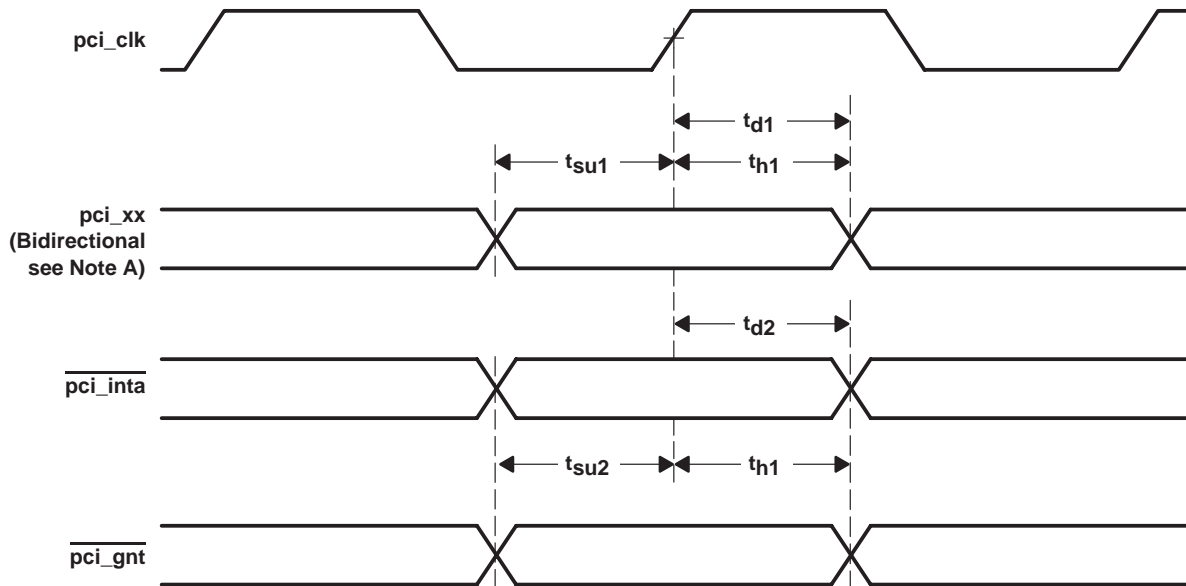 pci_clk
td1
tsu1
th1
pci_xx
(Bidirectional
see Note A)
td2
pci_inta
tsu2
th1
pci_gnt